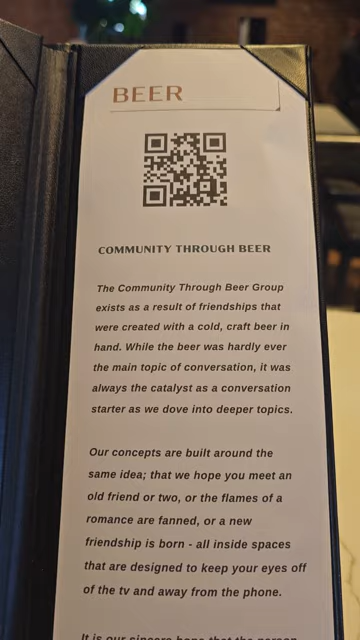 BEER
COMMUNITY THROUGH BEER
The Community Through Beer Group
exists as a result of friendships that
were created with a cold, craft beer in
hand. While the beer was hardly ever
the main topic of conversation, it was
always the catalyst as a conversation
starter as we dove into deeper topics.
Our concepts are built around the
same idea; that we hope you meet an
old friend or two, or the flames of a
romance are fanned, or a new
friendship is born - all inside spaces
that are designed to keep your eyes off
of the tv and away from the phone.
It is our sincere hope that the person